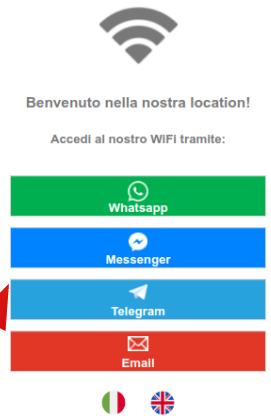 Benvenuto nella nostra location!
Accedi al nostro WiFi tramite:
Whatsapp
Messenger
Telegram
Email